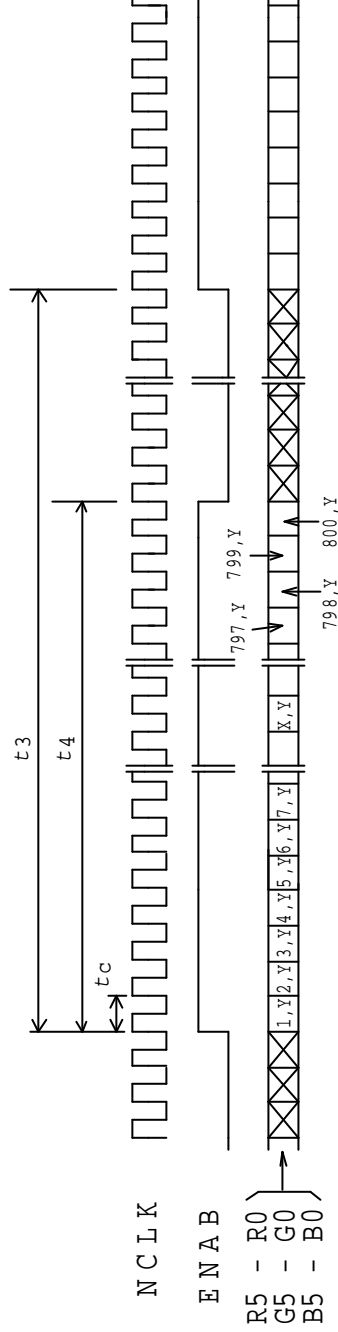 t3
t4
tc
NCLK
ENAB
R5 - R0
G5 - G0
B5 - B0
1,Y 2,Y 3,Y 4,Y 5,Y 6,Y 7,Y
X,Y
797,Y
799,Y
798,Y
800,Y